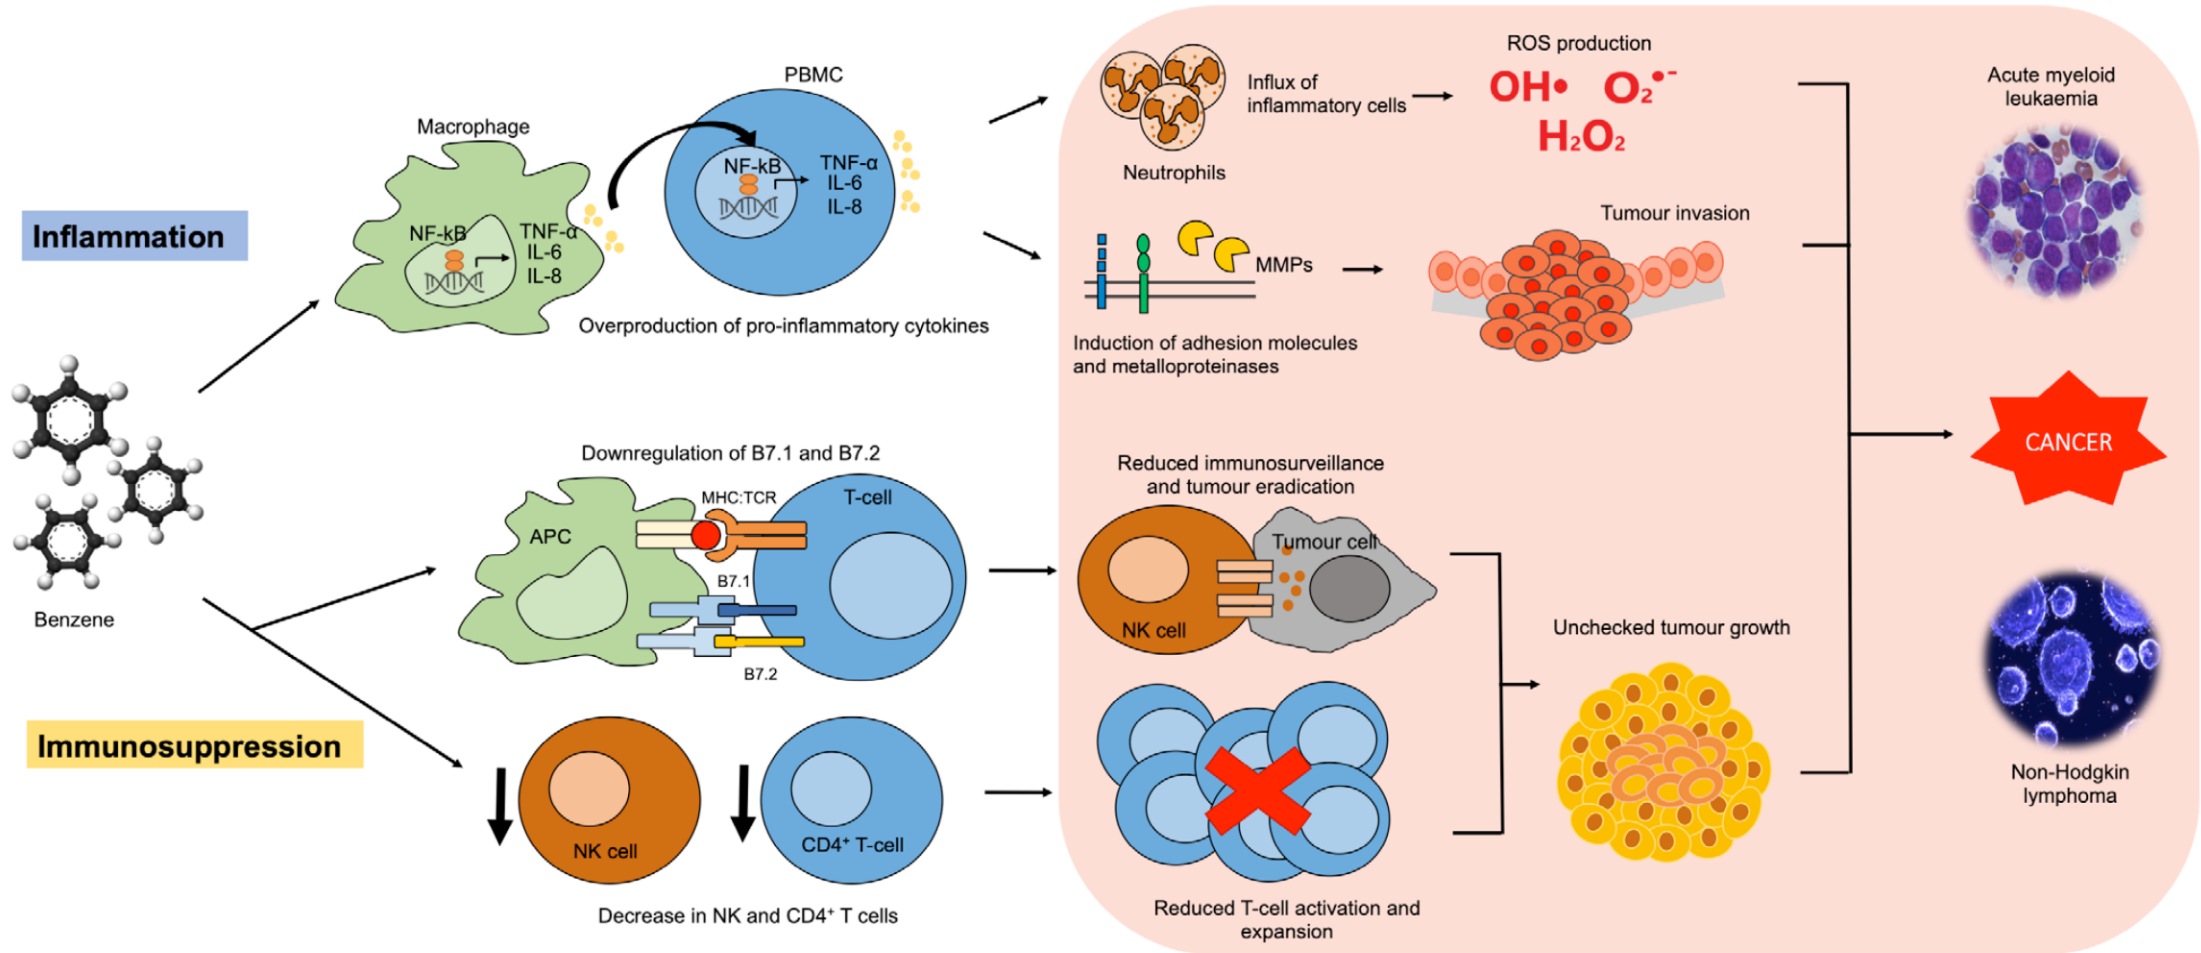 Inflammation
Benzene
Immunosuppression
Macrophage
NF-kB
TNF-α
IL-6
IL-8
PBMC
NF-kB
TNF-α
IL-6
IL-8
Overproduction of pro-inflammatory cytokines
Downregulation of B7.1 and B7.2
APC
MHC:TCR
T-cell
B7.1
B7.2
NK cell
CD4⁺ T-cell
Decrease in NK and CD4⁺ T cells
Neutrophils
Influx of
inflammatory cells
ROS production
OH• O₂•⁻
H₂O₂
MMPs
Induction of adhesion molecules
and metalloproteinases
Tumour invasion
Reduced immunosurveillance
and tumour eradication
NK cell
Tumour cell
Reduced T-cell activation and
expansion
Unchecked tumour growth
Acute myeloid
leukaemia
CANCER
Non-Hodgkin
lymphoma